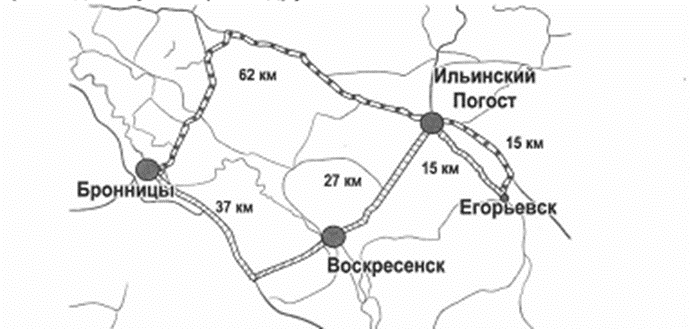 62 км
Ильинский
Погост
15 км
Бронницы
27 км
15 км
37 км
Егорьевск
Воскресенск